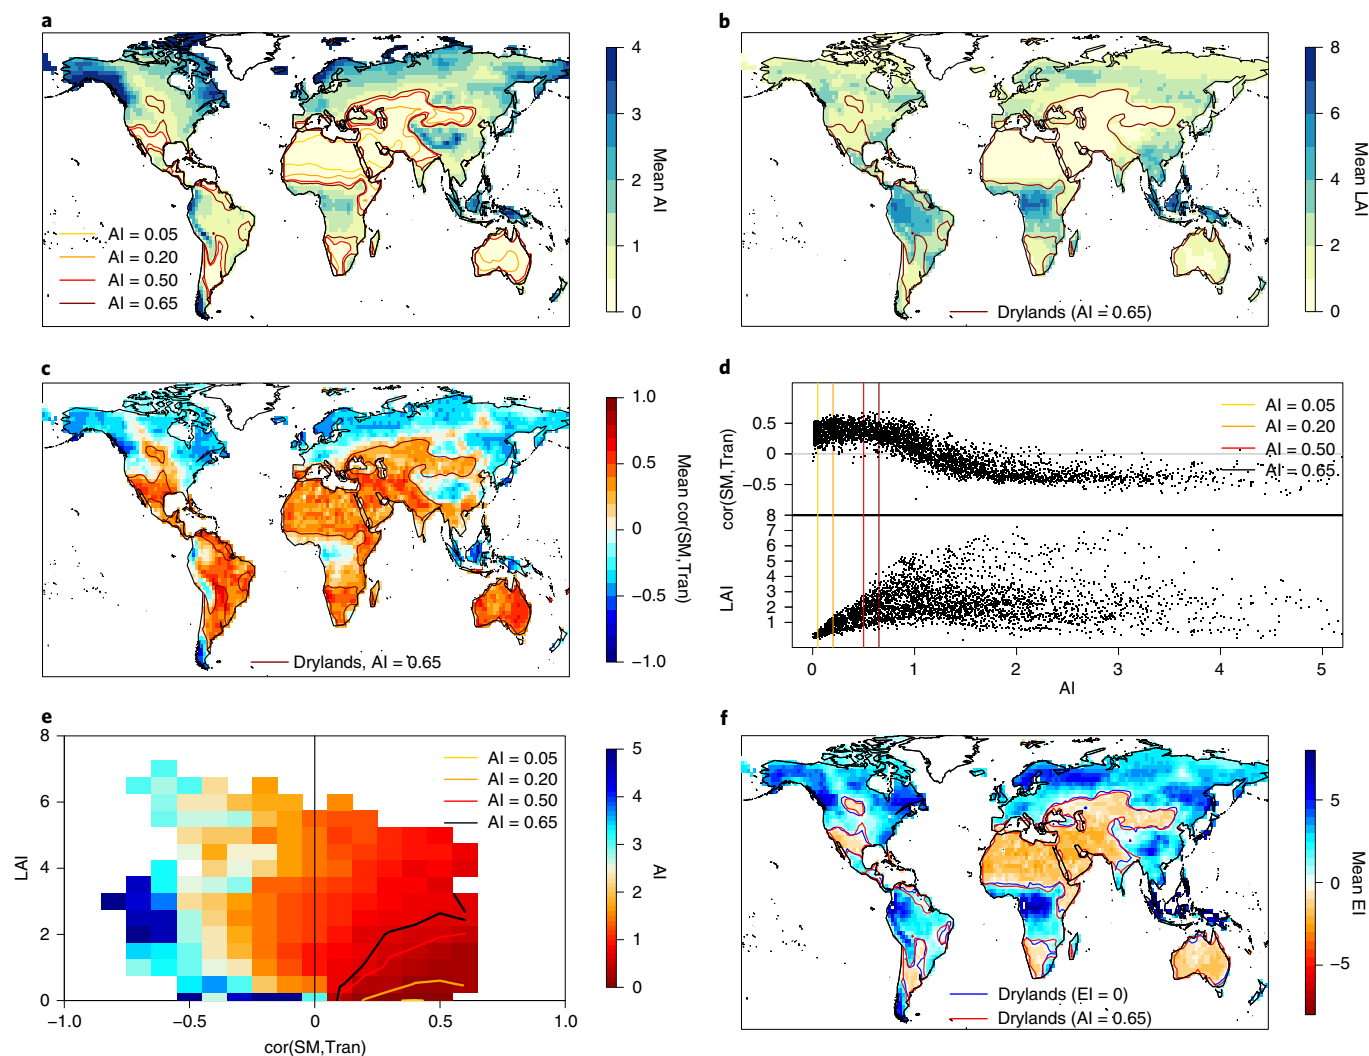 a
4
3
2
1
0
Mean AI
AI = 0.05
AI = 0.20
AI = 0.50
AI = 0.65
b
8
6
4
2
0
Mean LAI
Drylands (AI = 0.65)
c
1.0
0.5
0
−0.5
−1.0
Mean cor(SM,Tran)
Drylands, AI = 0.65
d
cor(SM,Tran)
0.5
0
−0.5
AI = 0.05
AI = 0.20
AI = 0.50
AI = 0.65
LAI
8
7
6
5
4
3
2
1
0 1 2 3 4 5
AI
e
LAI
8
6
4
2
0
−1.0 −0.5 0 0.5 1.0
cor(SM,Tran)
AI = 0.05
AI = 0.20
AI = 0.50
AI = 0.65
5
4
3
2
1
0
AI
f
5
0
−5
Mean EI
Drylands (EI = 0)
Drylands (AI = 0.65)